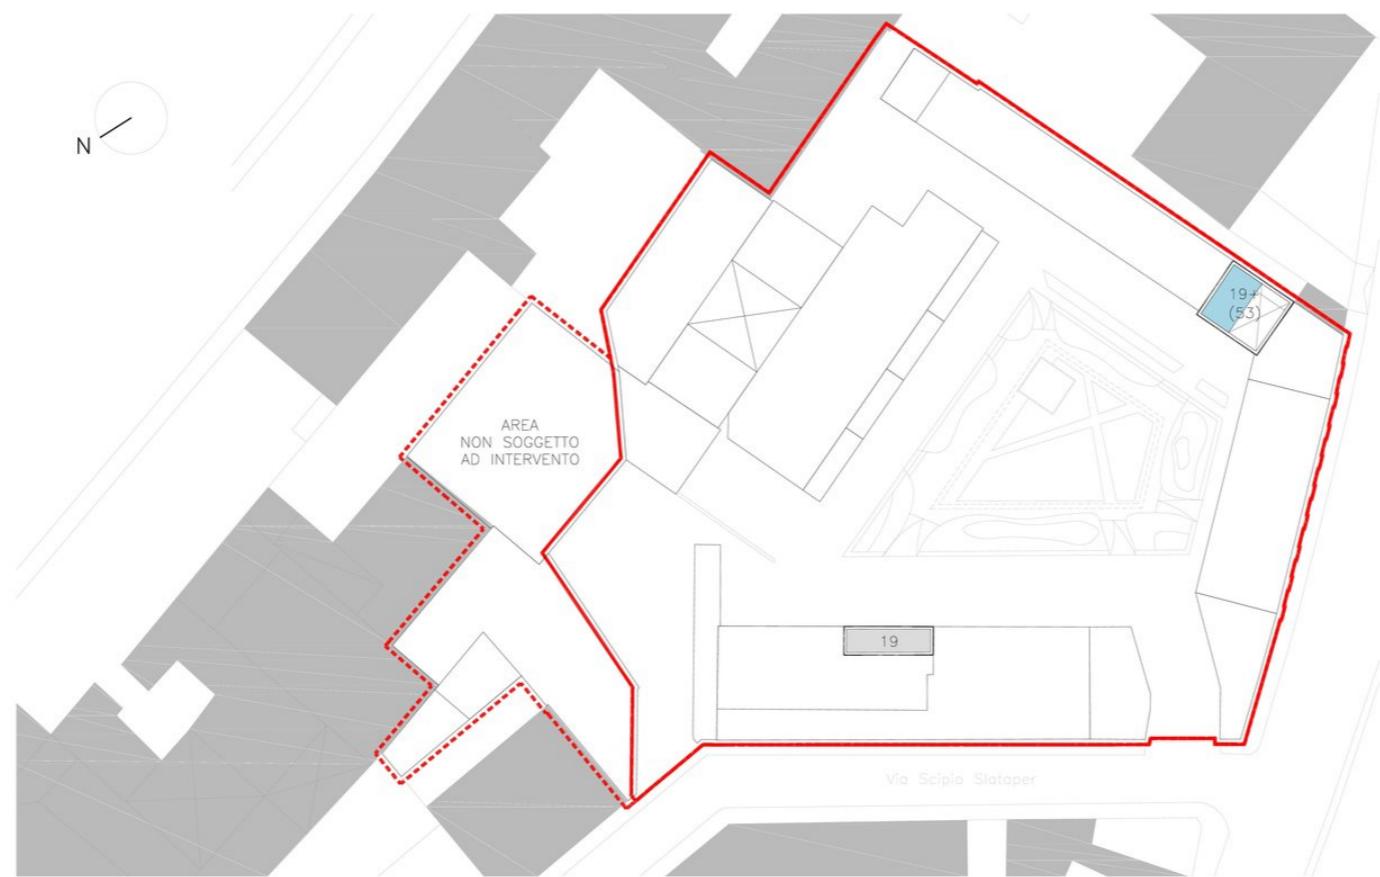 N
19+
(53)
AREA
NON SOGGETTO
AD INTERVENTO
19
Via Scipio Slataper